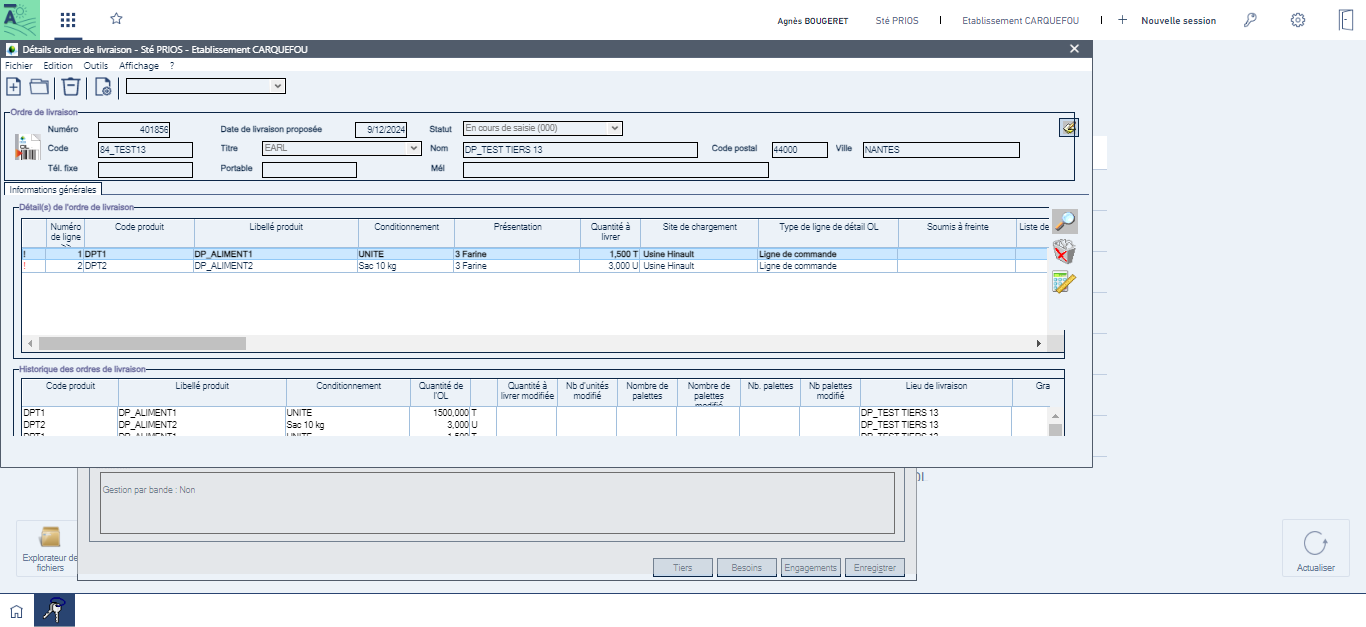 Agnès BOUGERET Sté PRIOS Etablissement CARQUEFOU Nouvelle session
Détails ordres de livraison - Sté PRIOS - Etablissement CARQUEFOU
Fichier Edition Outils Affichage ?
Ordre de livraison
Numéro 401856 Date de livraison proposée 9/12/2024 Statut En cours de saisie (000)
Code 84_TEST13 Titre EARL Nom DP_TEST TIERS 13 Code postal 44000 Ville NANTES
Tél. fixe Portable Mél
Informations générales
Détail(s) de l'ordre de livraison
Numéro de ligne >> Code produit Libellé produit Conditionnement Présentation Quantité à livrer Site de chargement Type de ligne de détail OL Soumis à freinte Liste de
! 1 DPT1 DP_ALIMENT1 UNITE 3 Farine 1,500 T Usine Hinault Ligne de commande
! 2 DPT2 DP_ALIMENT2 Sac 10 kg 3 Farine 3,000 U Usine Hinault Ligne de commande
Historique des ordres de livraison
Code produit Libellé produit Conditionnement Quantité de l'OL Quantité à livrer modifiée Nb d'unités modifié Nombre de palettes Nombre de palettes modifié Nb. palettes Nb palettes modifié Lieu de livraison Gra
DPT1 DP_ALIMENT1 UNITE 1500,000 T DP_TEST TIERS 13
DPT2 DP_ALIMENT2 Sac 10 kg 3,000 U DP_TEST TIERS 13
DPT1 DP_ALIMENT1 UNITE 1,500 T DP_TEST TIERS 13
Gestion par bande : Non
Explorateur de
fichiers
Tiers Besoins Engagements Enregistrer
Actualiser